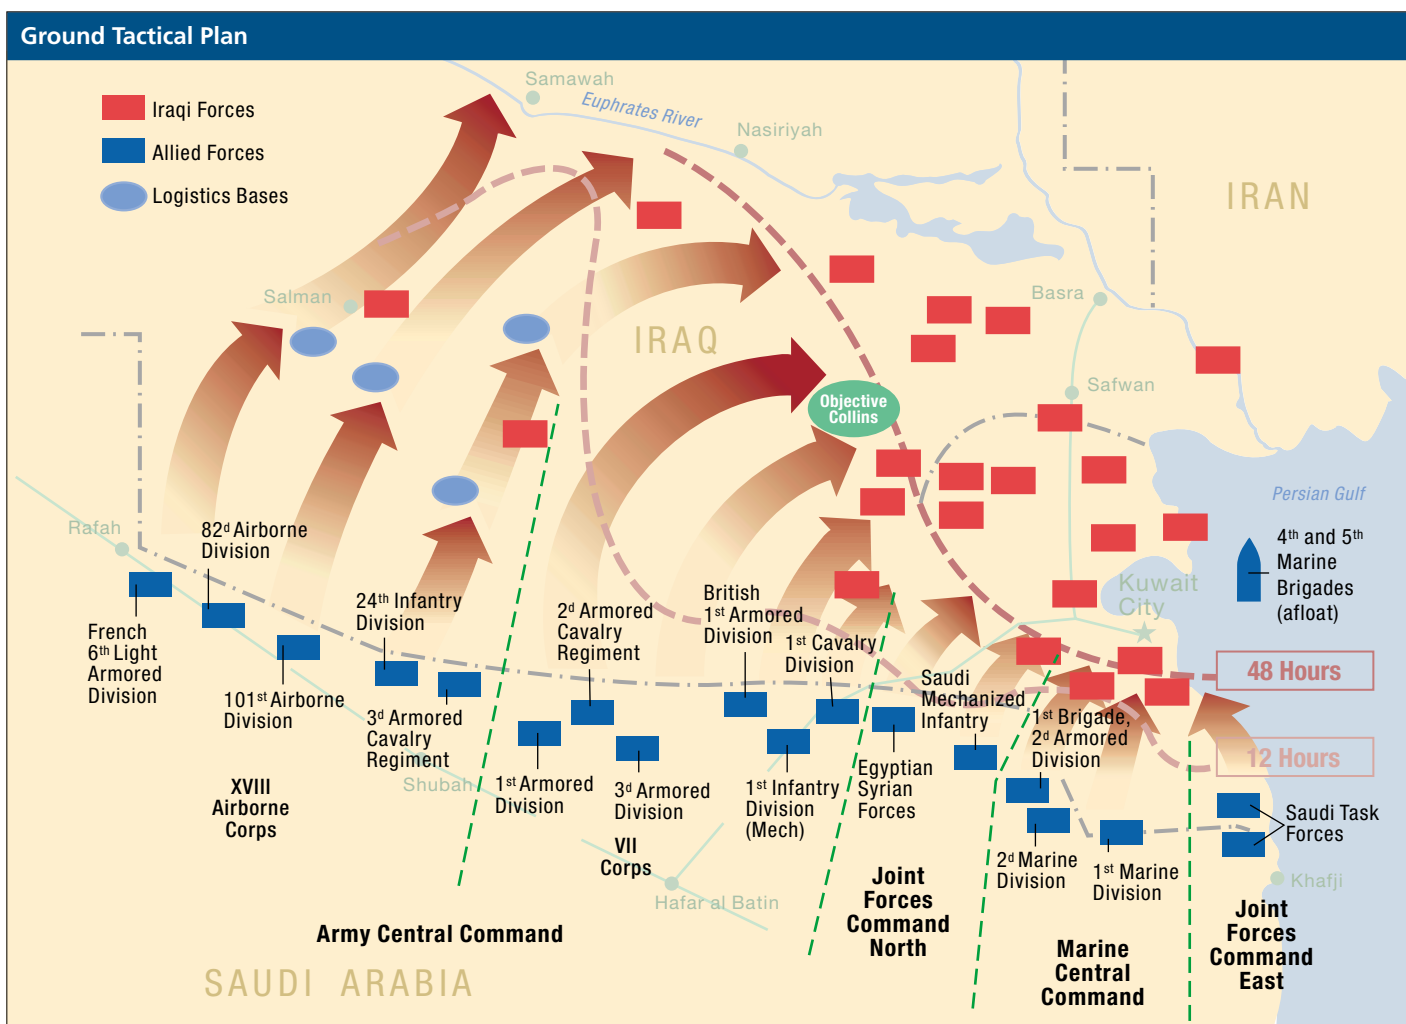 Ground Tactical Plan
Iraqi Forces
Allied Forces
Logistics Bases
Samawah
Euphrates River
Nasiriyah
IRAN
Salman
IRAQ
Basra
Safwan
Objective
Collins
Persian Gulf
Rafah
82d Airborne
Division
4th and 5th
Marine
Brigades
(afloat)
Kuwait
City
French
6th Light
Armored
Division
101st Airborne
Division
24th Infantry
Division
3d Armored
Cavalry
Regiment
2d Armored
Cavalry
Regiment
British
1st Armored
Division
1st Cavalry
Division
Saudi
Mechanized
Infantry
1st Brigade,
2d Armored
Division
48 Hours
12 Hours
Shubah
1st Armored
Division
3d Armored
Division
1st Infantry
Division
(Mech)
Egyptian
Syrian
Forces
Saudi Task
Forces
2d Marine
Division
1st Marine
Division
Khafji
Hafar al Batin
XVIII
Airborne
Corps
VII
Corps
Army Central Command
Joint
Forces
Command
North
Marine
Central
Command
Joint
Forces
Command
East
SAUDI ARABIA